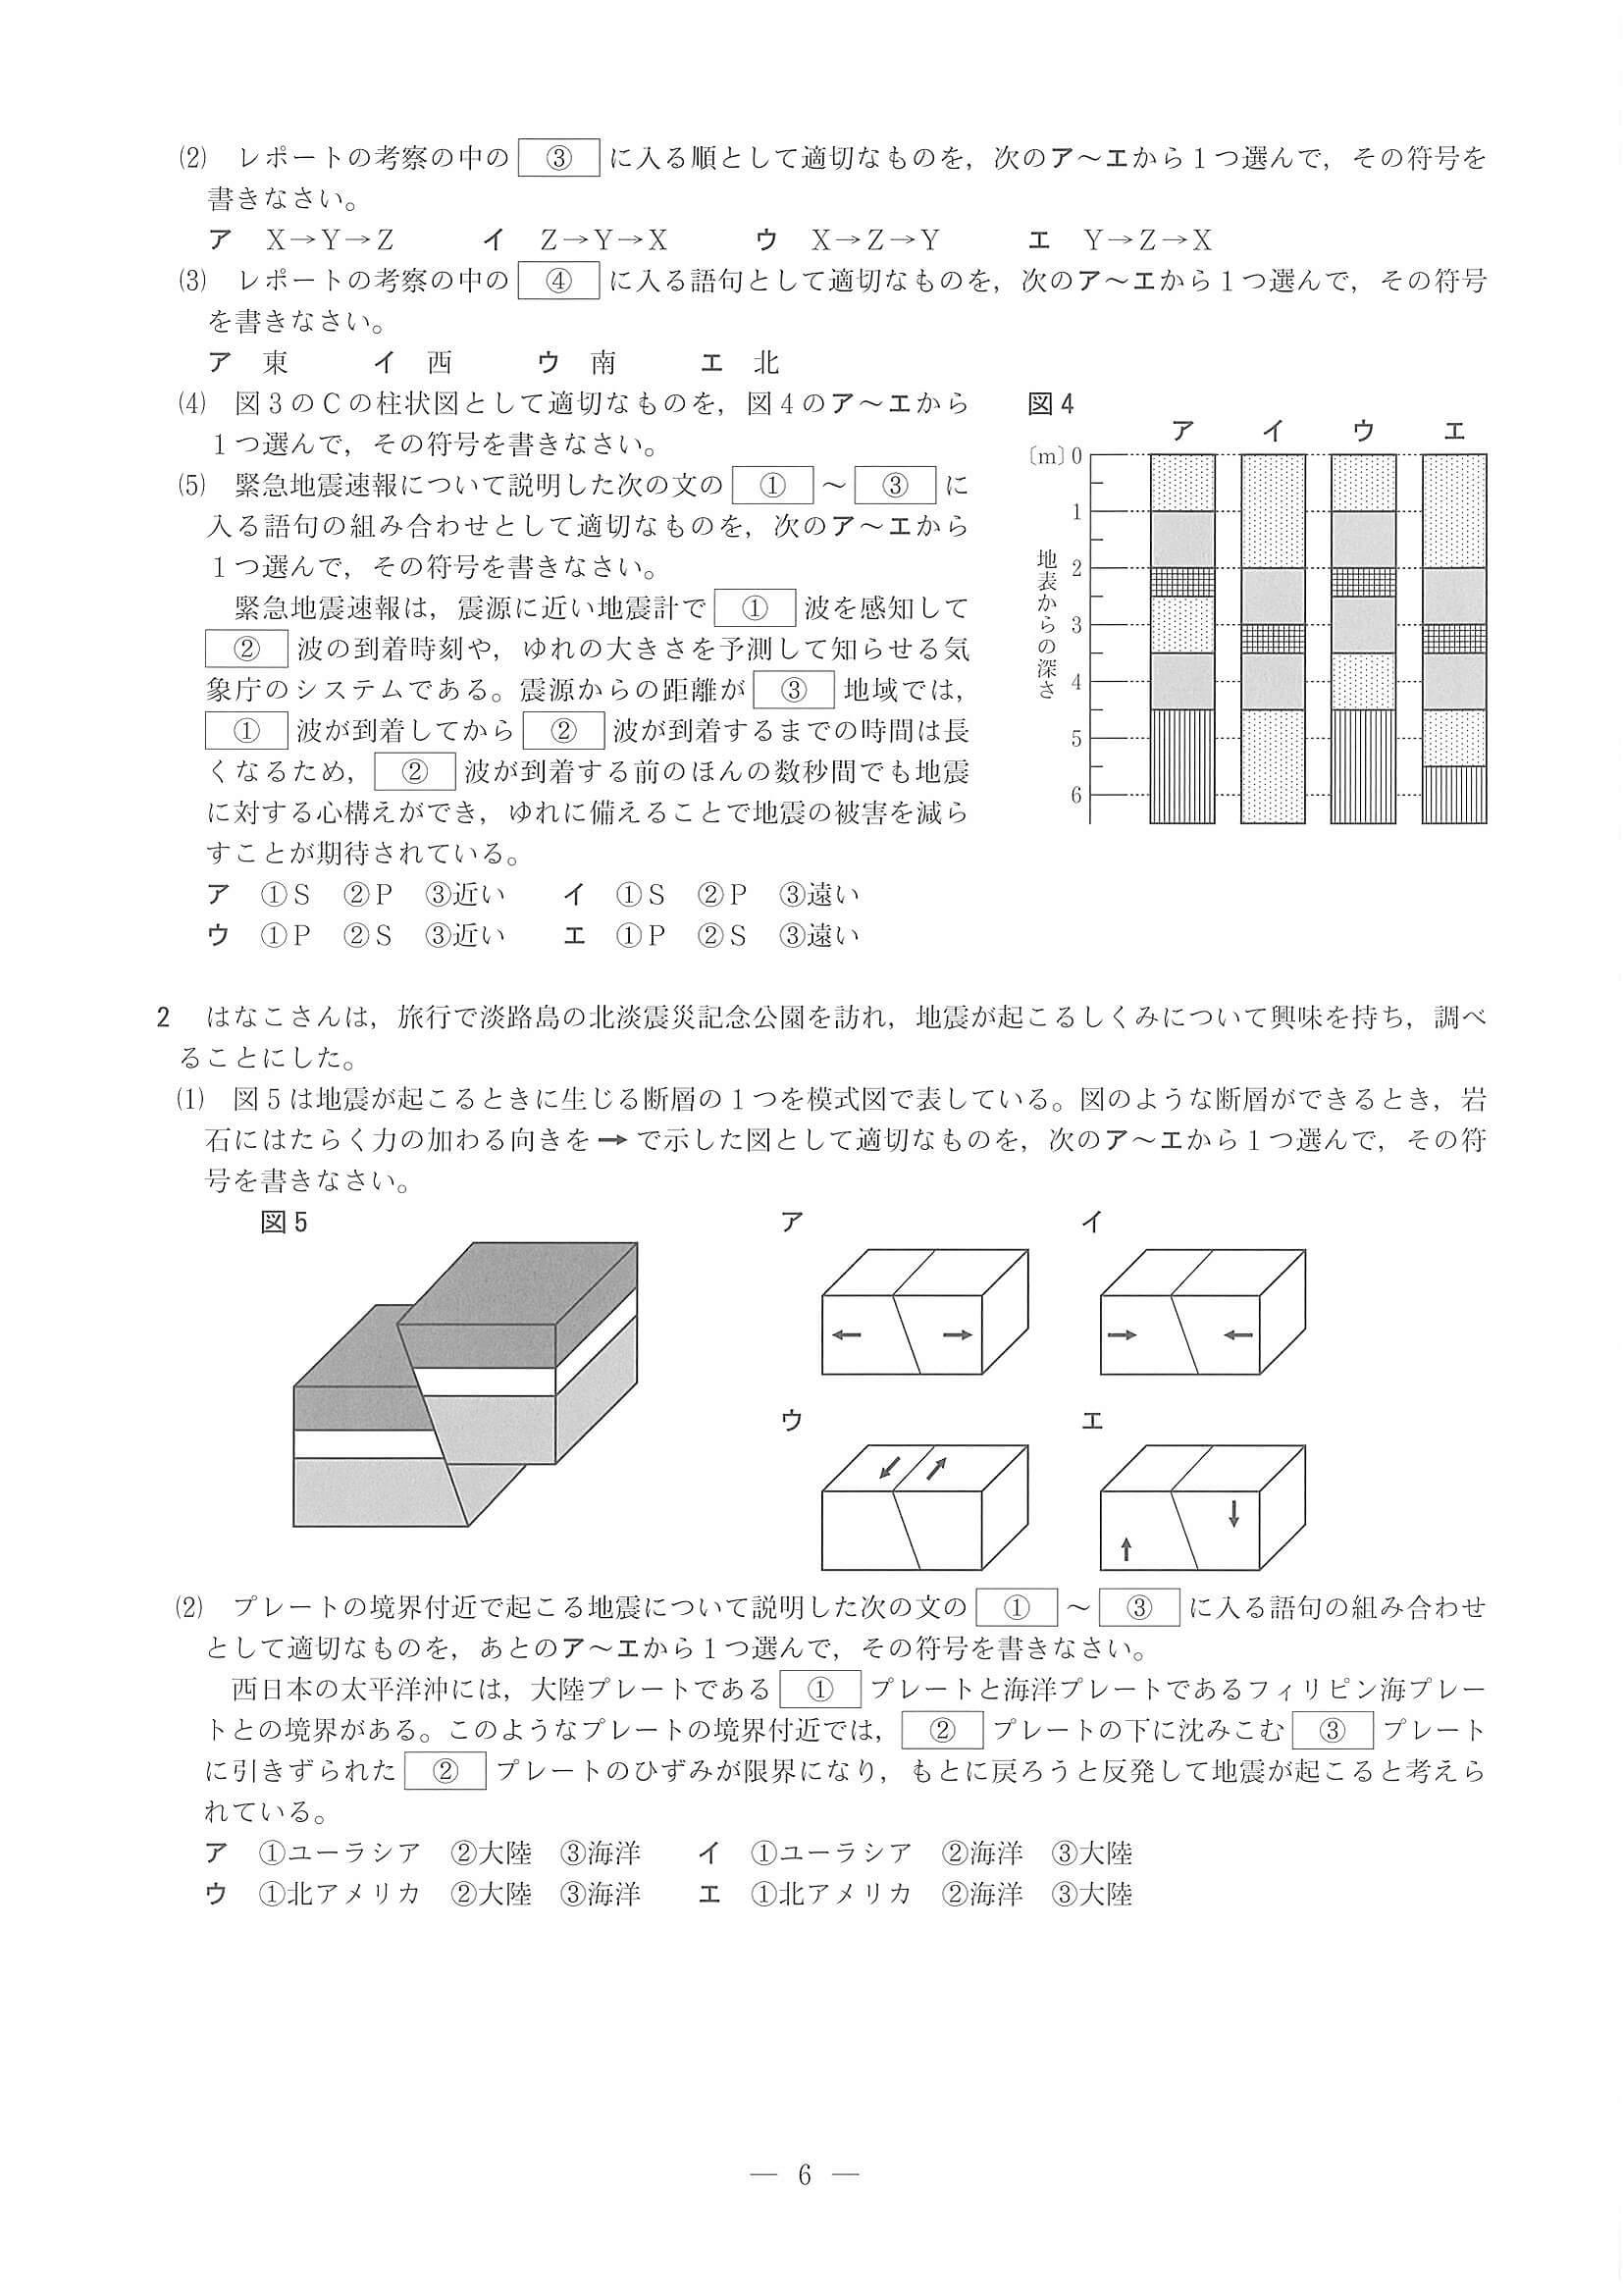 (2) レポートの考察の中の ③ に入る順として適切なものを，次のア〜エから１つ選んで，その符号を
書きなさい。
ア X→Y→Z イ Z→Y→X ウ X→Z→Y エ Y→Z→X
(3) レポートの考察の中の ④ に入る語句として適切なものを，次のア〜エから１つ選んで，その符号
を書きなさい。
ア 東 イ 西 ウ 南 エ 北
(4) 図３のＣの柱状図として適切なものを，図４のア〜エから
１つ選んで，その符号を書きなさい。
(5) 緊急地震速報について説明した次の文の ① 〜 ③ に
入る語句の組み合わせとして適切なものを，次のア〜エから
１つ選んで，その符号を書きなさい。
緊急地震速報は，震源に近い地震計で ① 波を感知して
② 波の到着時刻や，ゆれの大きさを予測して知らせる気
象庁のシステムである。震源からの距離が ③ 地域では，
① 波が到着してから ② 波が到着するまでの時間は長
くなるため， ② 波が到着する前のほんの数秒間でも地震
に対する心構えができ，ゆれに備えることで地震の被害を減ら
すことが期待されている。
ア ①S ②P ③近い イ ①S ②P ③遠い
ウ ①P ②S ③近い エ ①P ②S ③遠い
図４
ア イ ウ エ
〔m〕0
1
2
3
4
5
6
地表からの深さ
2 はなこさんは，旅行で淡路島の北淡震災記念公園を訪れ，地震が起こるしくみについて興味を持ち，調べ
ることにした。
(1) 図５は地震が起こるときに生じる断層の１つを模式図で表している。図のような断層ができるとき，岩
石にはたらく力の加わる向きを➞で示した図として適切なものを，次のア〜エから１つ選んで，その符
号を書きなさい。
図５ ア イ
ウ エ
(2) プレートの境界付近で起こる地震について説明した次の文の ① 〜 ③ に入る語句の組み合わせ
として適切なものを，あとのア〜エから１つ選んで，その符号を書きなさい。
西日本の太平洋沖には，大陸プレートである ① プレートと海洋プレートであるフィリピン海プレー
トとの境界がある。このようなプレートの境界付近では， ② プレートの下に沈みこむ ③ プレート
に引きずられた ② プレートのひずみが限界になり，もとに戻ろうと反発して地震が起こると考えら
れている。
ア ①ユーラシア ②大陸 ③海洋 イ ①ユーラシア ②海洋 ③大陸
ウ ①北アメリカ ②大陸 ③海洋 エ ①北アメリカ ②海洋 ③大陸
— 6 —